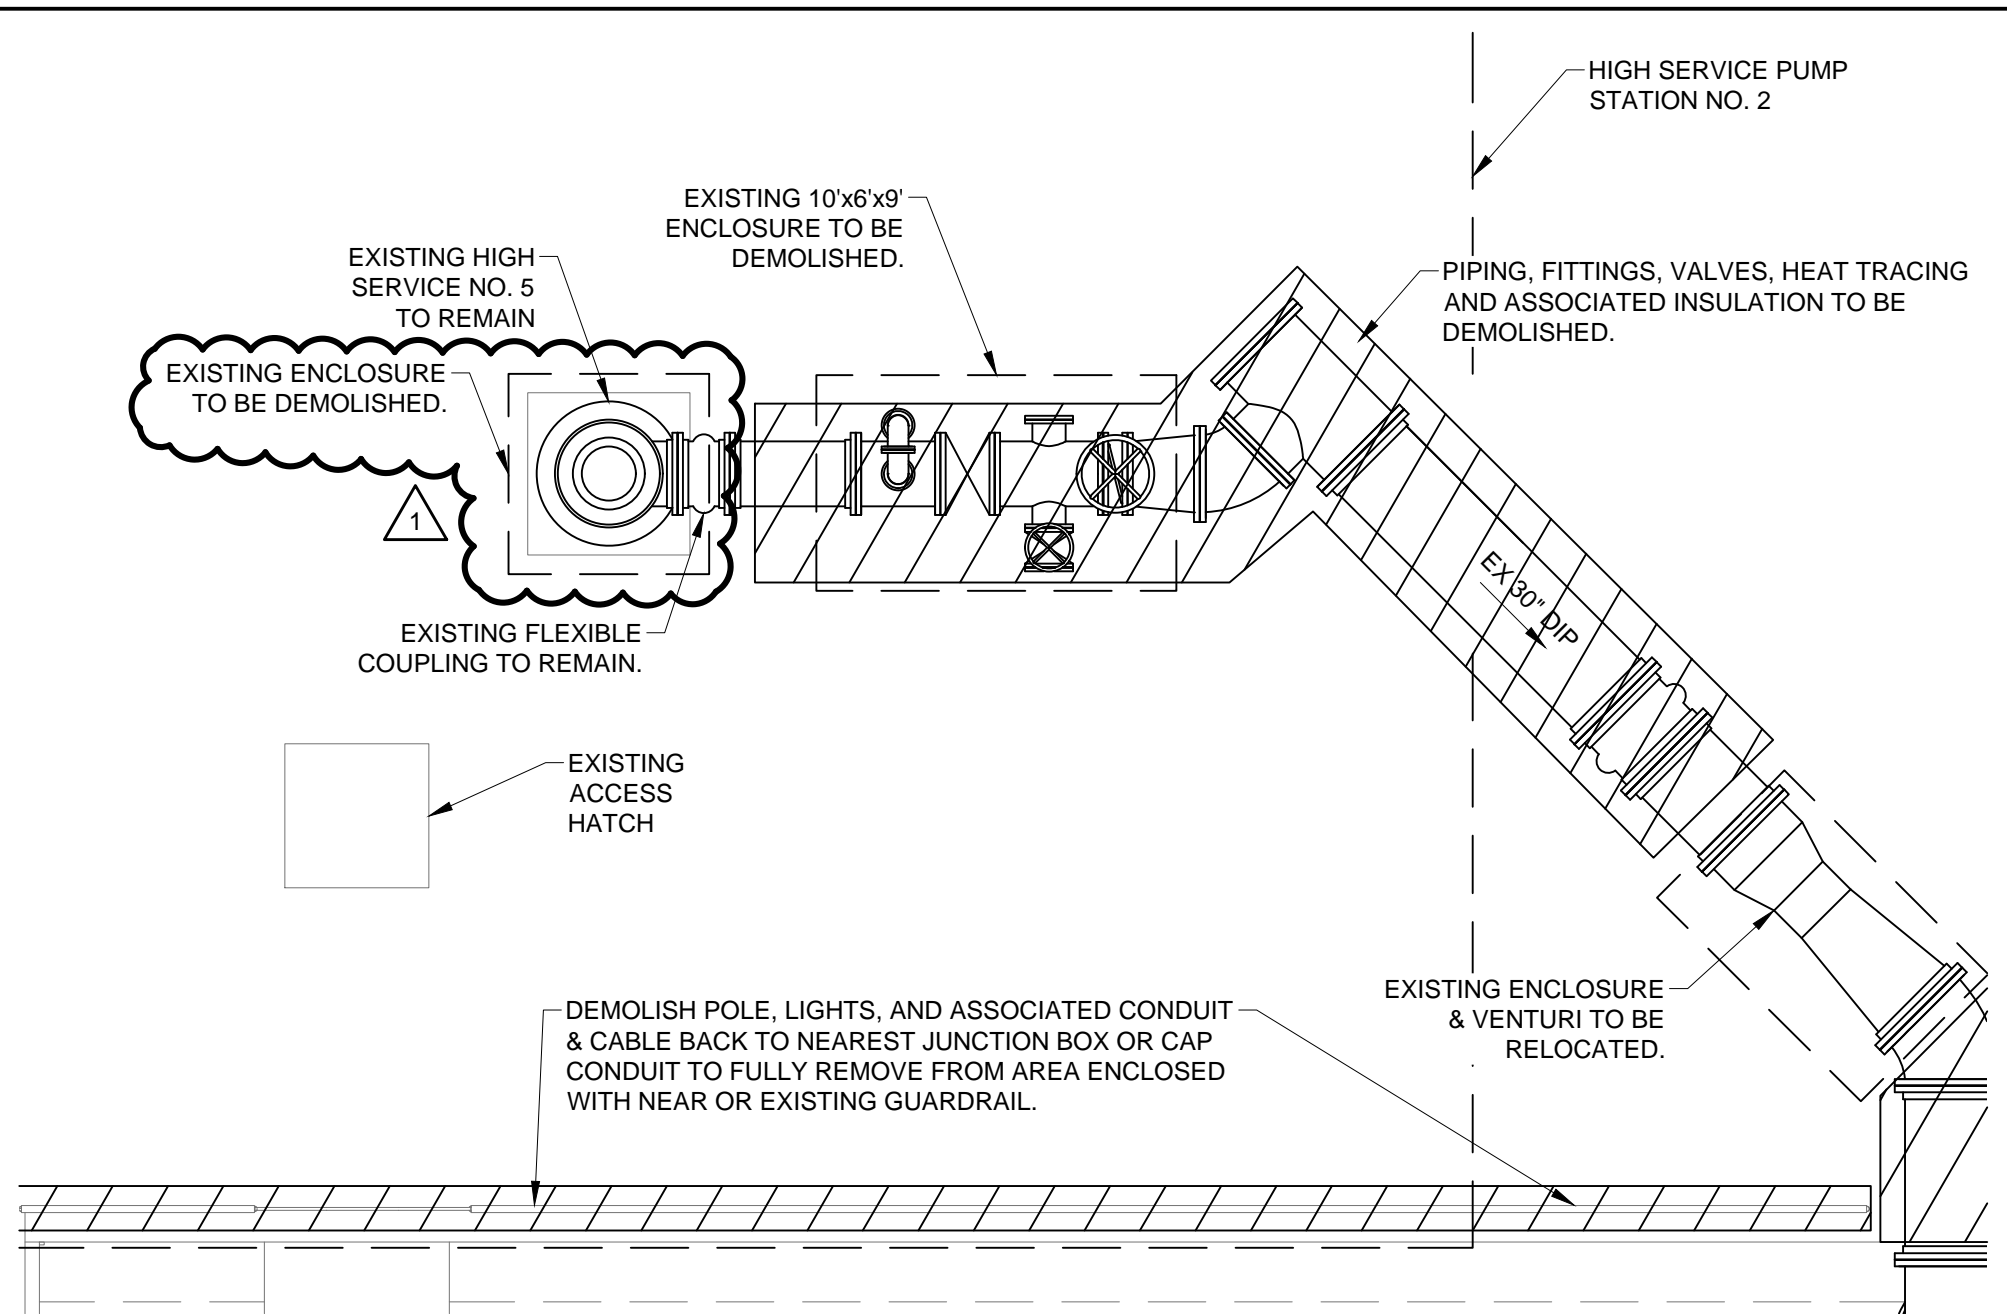 HIGH SERVICE PUMP
STATION NO. 2
EXISTING 10'x6'x9'
ENCLOSURE TO BE
DEMOLISHED.
EXISTING HIGH
SERVICE NO. 5
TO REMAIN
PIPING, FITTINGS, VALVES, HEAT TRACING
AND ASSOCIATED INSULATION TO BE
DEMOLISHED.
EXISTING ENCLOSURE
TO BE DEMOLISHED.
1
EX 30" DIP
EXISTING FLEXIBLE
COUPLING TO REMAIN.
EXISTING
ACCESS
HATCH
EXISTING ENCLOSURE
& VENTURI TO BE
RELOCATED.
DEMOLISH POLE, LIGHTS, AND ASSOCIATED CONDUIT
& CABLE BACK TO NEAREST JUNCTION BOX OR CAP
CONDUIT TO FULLY REMOVE FROM AREA ENCLOSED
WITH NEAR OR EXISTING GUARDRAIL.